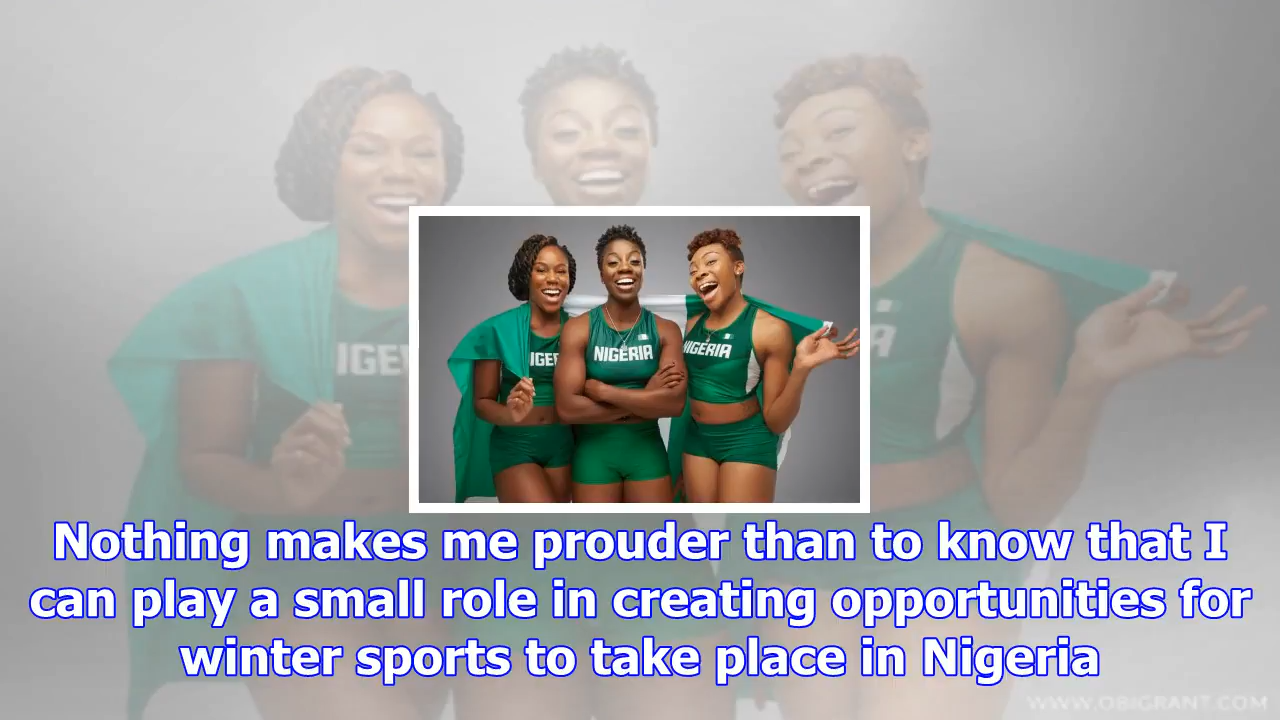 IGER
NIGERIA
NIGERIA
Nothing makes me prouder than to know that I
can play a small role in creating opportunities for
winter sports to take place in Nigeria
WWW.OBIGRANT.COM